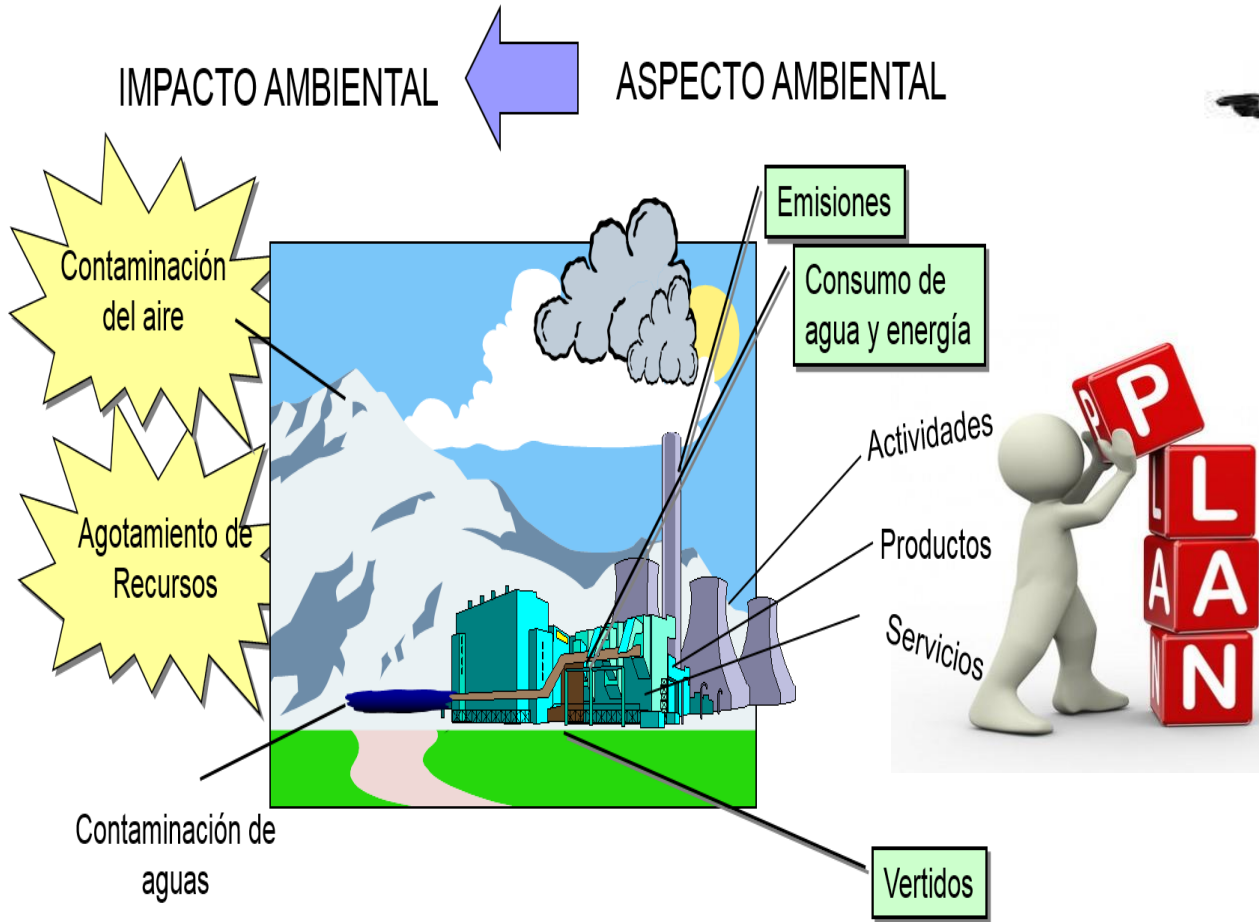 IMPACTO AMBIENTAL
ASPECTO AMBIENTAL
Emisiones
Contaminación
del aire
Consumo de
agua y energía
Actividades
Agotamiento de
Recursos
Productos
Servicios
Contaminación de
aguas
Vertidos
P P
L L
A A
N N